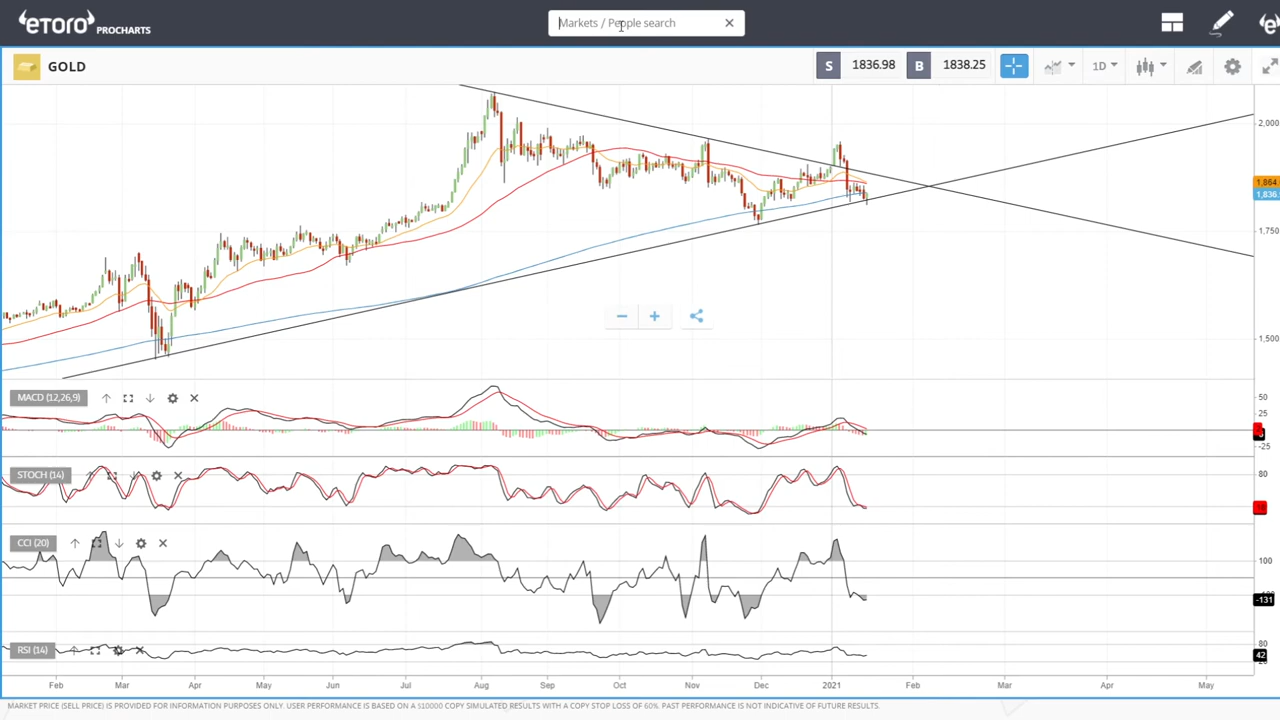 eToro PROCHARTS
Markets / People search
GOLD
S 1836.98 B 1838.25 1D
2,000
1,864
1,836
1,750
1,500
MACD (12,26,9)
50
25
-25
STOCH (14)
80
CCI (20)
100
-131
RSI (14)
80
42
Feb Mar Apr May Jun Jul Aug Sep Oct Nov Dec 2021 Feb Mar Apr May
MARKET PRICE (SELL PRICE) IS PROVIDED FOR INFORMATION PURPOSES ONLY. USER PERFORMANCE IS BASED ON A $10000 COPY SIMULATED RESULTS WITH A COPY STOP LOSS OF 60%. PAST PERFORMANCE IS NOT INDICATIVE OF FUTURE RESULTS.